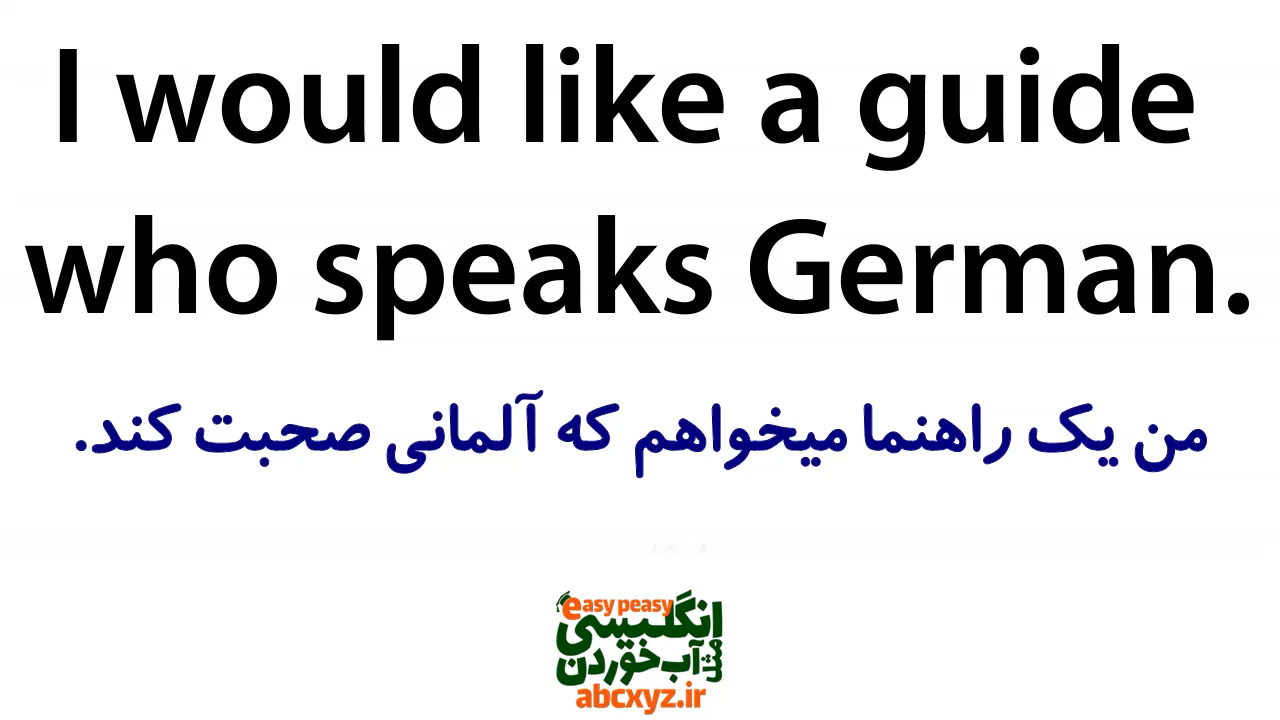 I would like a guide
who speaks German.
من یک راهنما میخواهم که آلمانی صحبت کند.
easy peasy
انگلیسی
مثل آب خوردن
abcxyz.ir